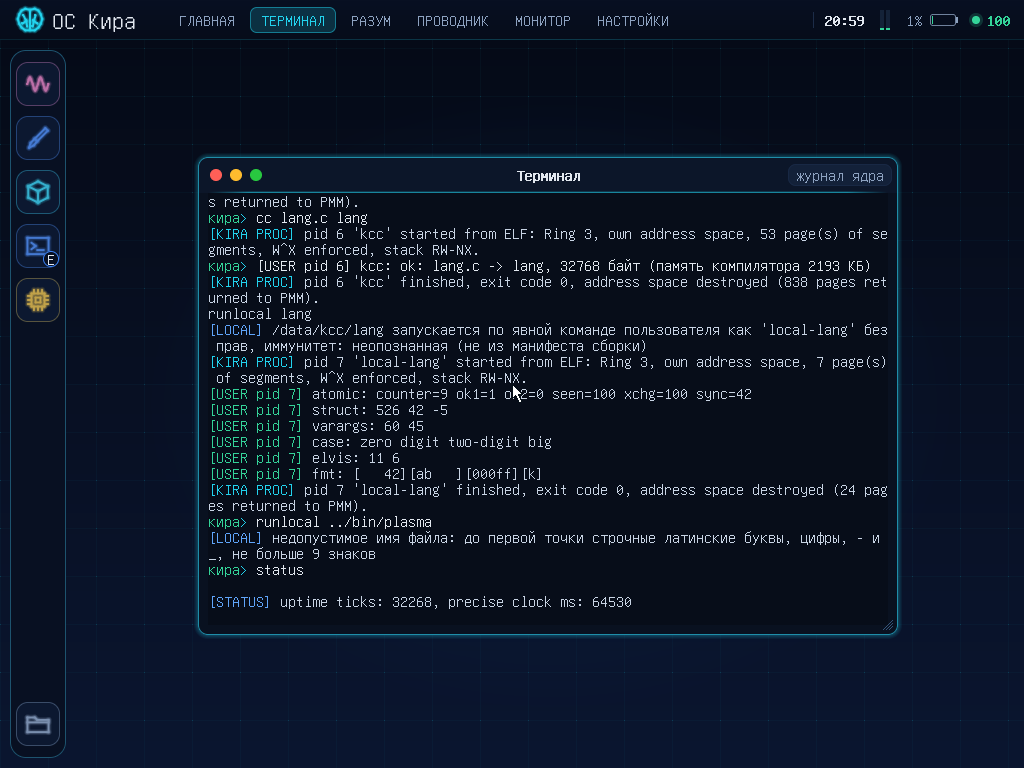 ОС Кира
ГЛАВНАЯ ТЕРМИНАЛ РАЗУМ ПРОВОДНИК МОНИТОР НАСТРОЙКИ
20:59 1% 100
E
Терминал
журнал ядра
s returned to PMM).
кира> cc lang.c lang
[KIRA PROC] pid 6 'kcc' started from ELF: Ring 3, own address space, 53 page(s) of se
gments, W^X enforced, stack RW-NX.
кира> [USER pid 6] kcc: ok: lang.c -> lang, 32768 байт (память компилятора 2193 КБ)
[KIRA PROC] pid 6 'kcc' finished, exit code 0, address space destroyed (838 pages ret
urned to PMM).
runlocal lang
[LOCAL] /data/kcc/lang запускается по явной команде пользователя как 'local-lang' без
прав, иммунитет: неопознанная (не из манифеста сборки)
[KIRA PROC] pid 7 'local-lang' started from ELF: Ring 3, own address space, 7 page(s)
of segments, W^X enforced, stack RW-NX.
[USER pid 7] atomic: counter=9 ok1=1 ok2=0 seen=100 xchg=100 sync=42
[USER pid 7] struct: 526 42 -5
[USER pid 7] varargs: 60 45
[USER pid 7] case: zero digit two-digit big
[USER pid 7] elvis: 11 6
[USER pid 7] fmt: [   42][ab   ][000ff][k]
[KIRA PROC] pid 7 'local-lang' finished, exit code 0, address space destroyed (24 pag
es returned to PMM).
кира> runlocal ../bin/plasma
[LOCAL] недопустимое имя файла: до первой точки строчные латинские буквы, цифры, - и
_, не больше 9 знаков
кира> status
[STATUS] uptime ticks: 32268, precise clock ms: 64530